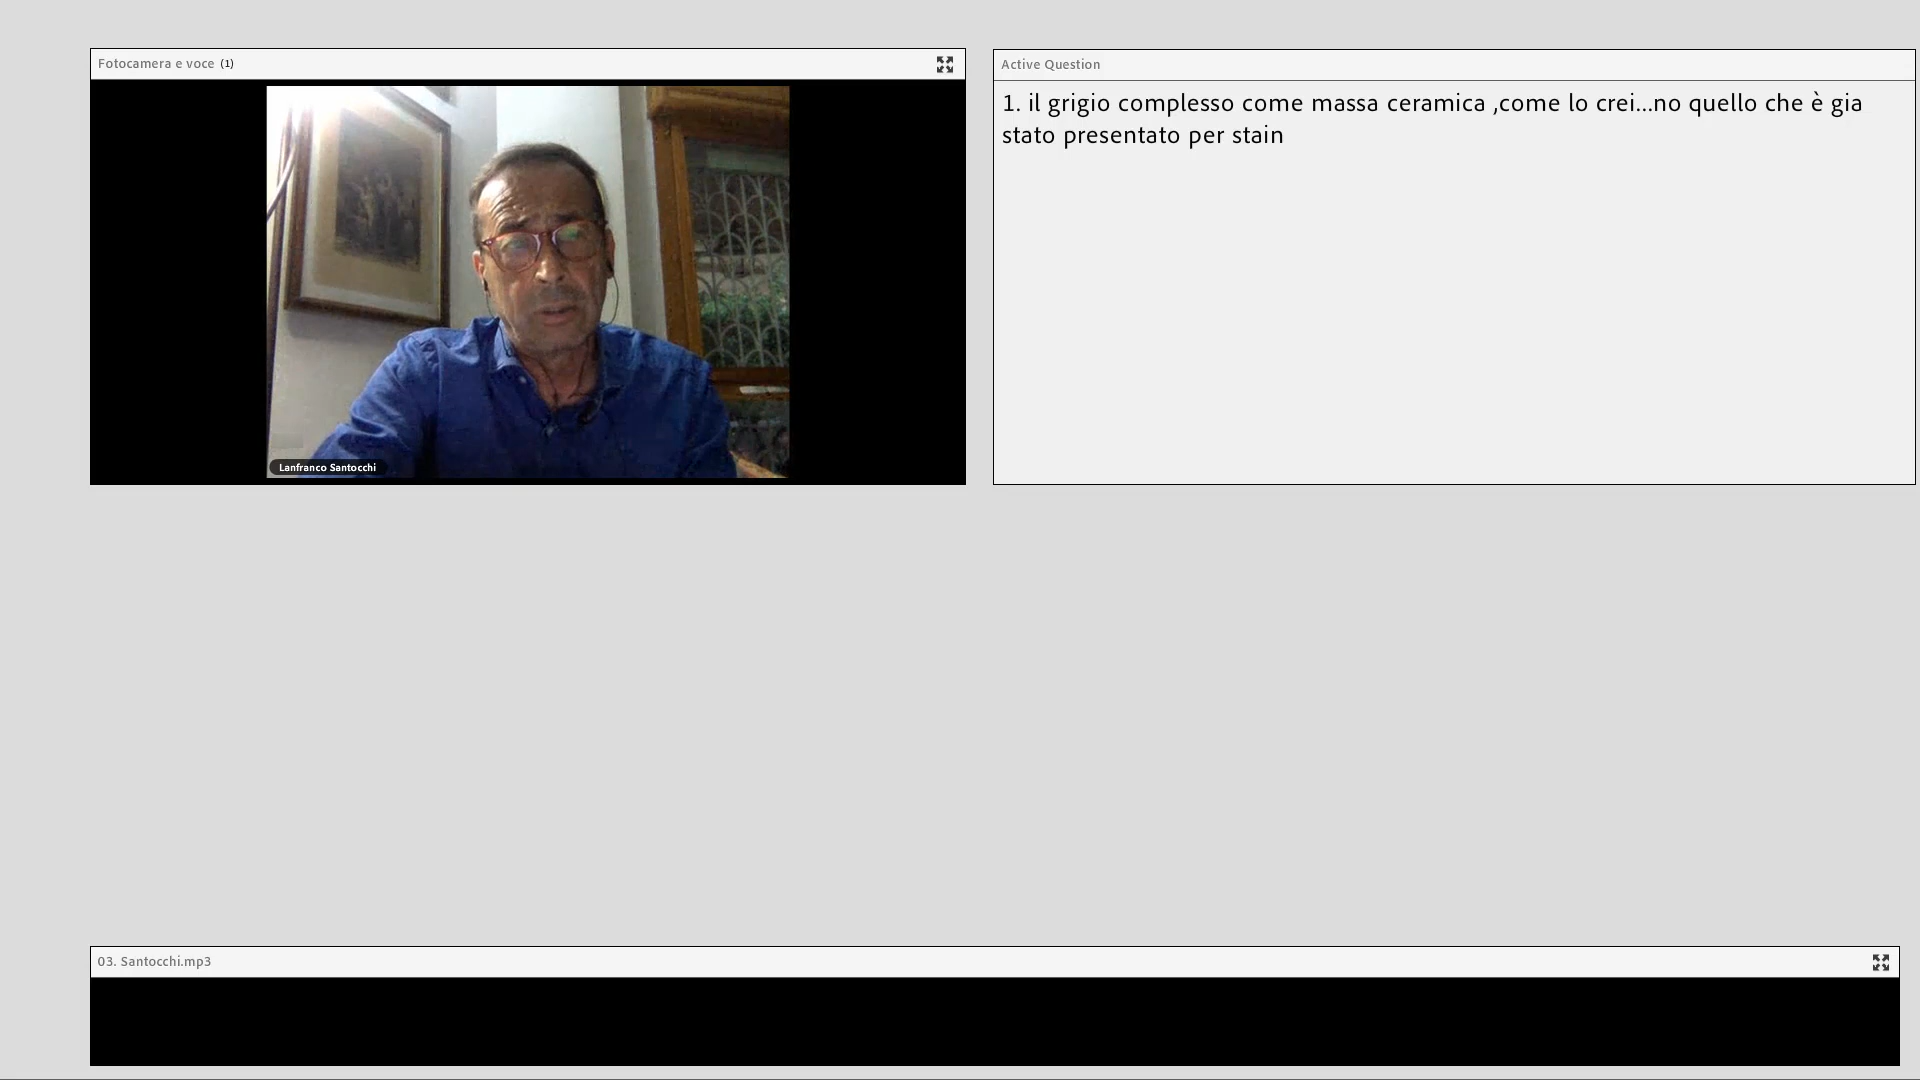 Fotocamera e voce (1)
Active Question
1. il grigio complesso come massa ceramica ,come lo crei...no quello che è gia
stato presentato per stain
Lanfranco Santocchi
03. Santocchi.mp3